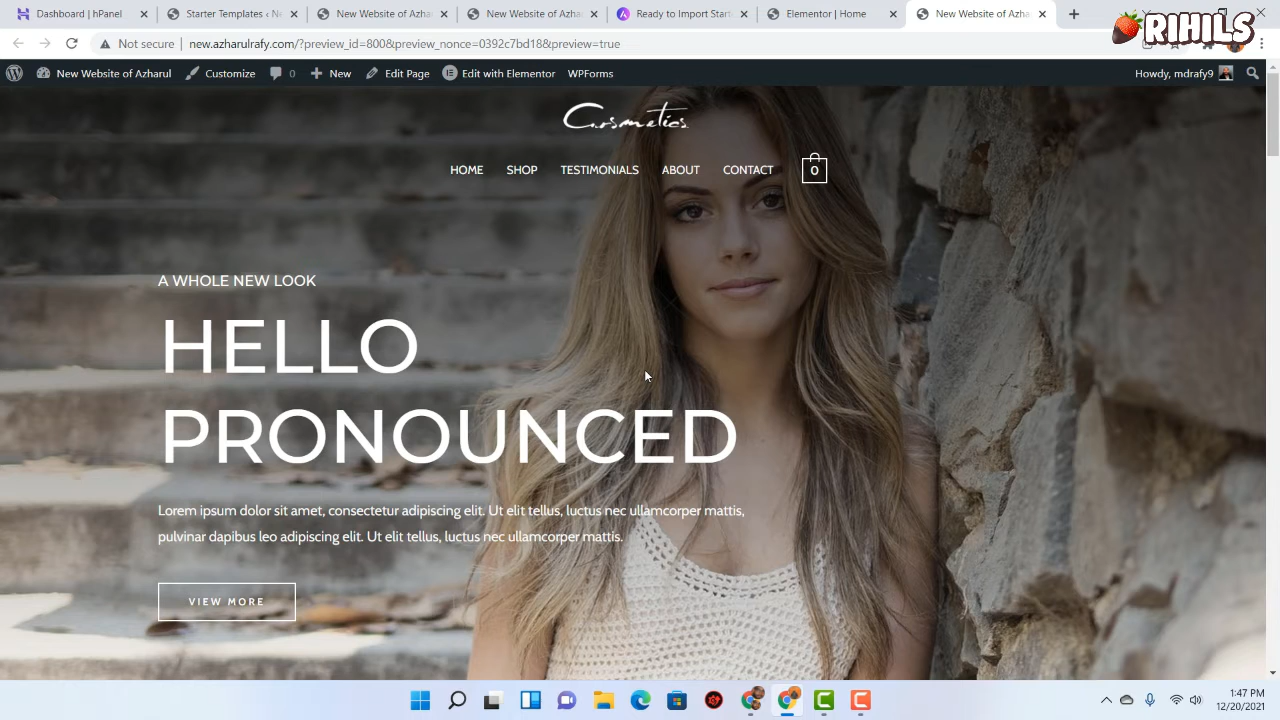 Dashboard | hPanel
Starter Templates ‹ Ne
New Website of Azha
New Website of Azha
Ready to Import Start
Elementor | Home
New Website of Azha
RIHILS
Not secure
new.azharulrafy.com/?preview_id=800&preview_nonce=0392c7bd1b&preview=true
New Website of Azharul
Customize
0
New
Edit Page
Edit with Elementor
WPForms
Howdy, mdrafy9
Cosmetics
HOME
SHOP
TESTIMONIALS
ABOUT
CONTACT
0
A WHOLE NEW LOOK
HELLO
PRONOUNCED
Lorem ipsum dolor sit amet, consectetur adipiscing elit. Ut elit tellus, luctus nec ullamcorper mattis,
pulvinar dapibus leo adipiscing elit. Ut elit tellus, luctus nec ullamcorper mattis.
VIEW MORE
1:47 PM
12/20/2021